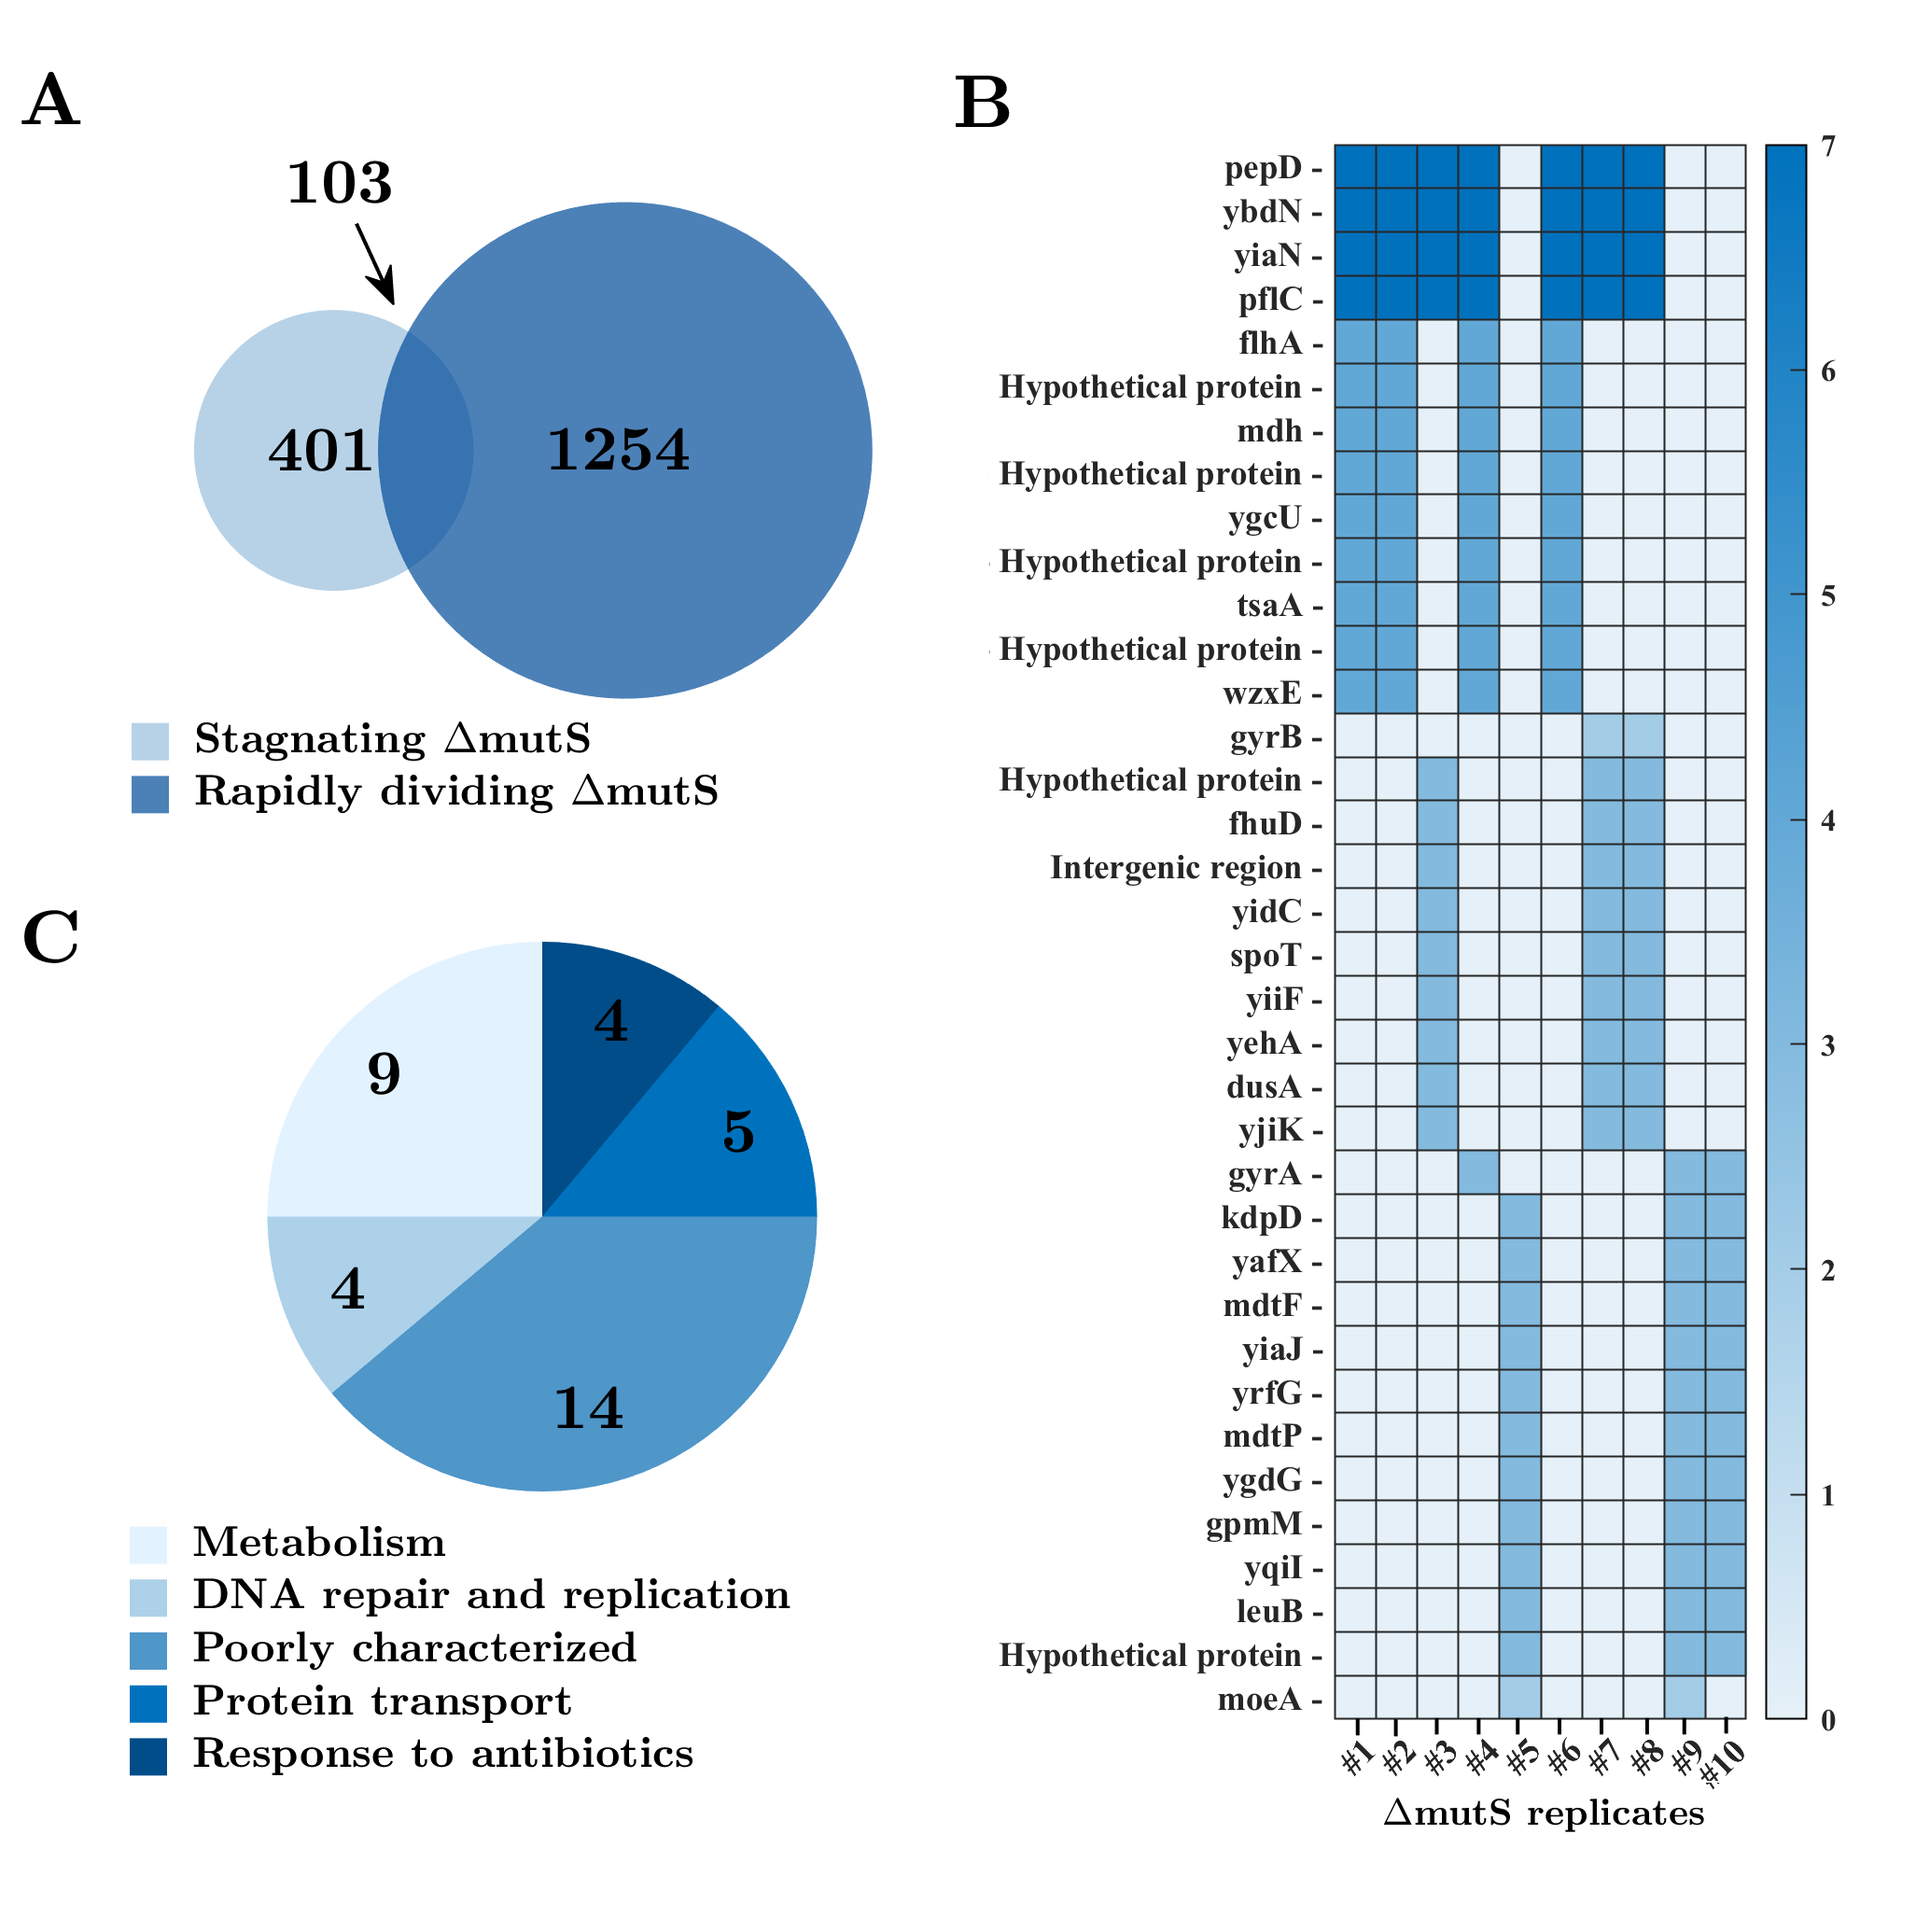 A
103
401
1254
Stagnating ΔmutS
Rapidly dividing ΔmutS
B
pepD
ybdN
yiaN
pflC
flhA
Hypothetical protein
mdh
Hypothetical protein
ygcU
Hypothetical protein
tsaA
Hypothetical protein
wzxE
gyrB
Hypothetical protein
fhuD
Intergenic region
yidC
spoT
yiiF
yehA
dusA
yjiK
gyrA
kdpD
yafX
mdtF
yiaJ
yrfG
mdtP
ygdG
gpmM
yqiI
leuB
Hypothetical protein
moeA
#1 #2 #3 #4 #5 #6 #7 #8 #9 #10
ΔmutS replicates
7
6
5
4
3
2
1
0
C
9
4
5
4
14
Metabolism
DNA repair and replication
Poorly characterized
Protein transport
Response to antibiotics